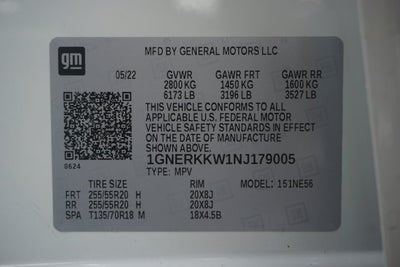 gm
MFD BY GENERAL MOTORS LLC
05/22 GVWR GAWR FRT GAWR RR
2800 KG 1450 KG 1600 KG
6173 LB 3196 LB 3527 LB
THIS VEHICLE CONFORMS TO ALL
APPLICABLE U.S. FEDERAL MOTOR
VEHICLE SAFETY STANDARDS IN EFFECT
ON THE DATE OF MANUFACTURE
SHOWN ABOVE.
0624
1GNERKKW1NJ179005
TYPE: MPV
TIRE SIZE RIM MODEL: 151NE56
FRT 255/55R20 H 20X8J
RR 255/55R20 H 20X8J
SPA T135/70R18 M 18X4.5B